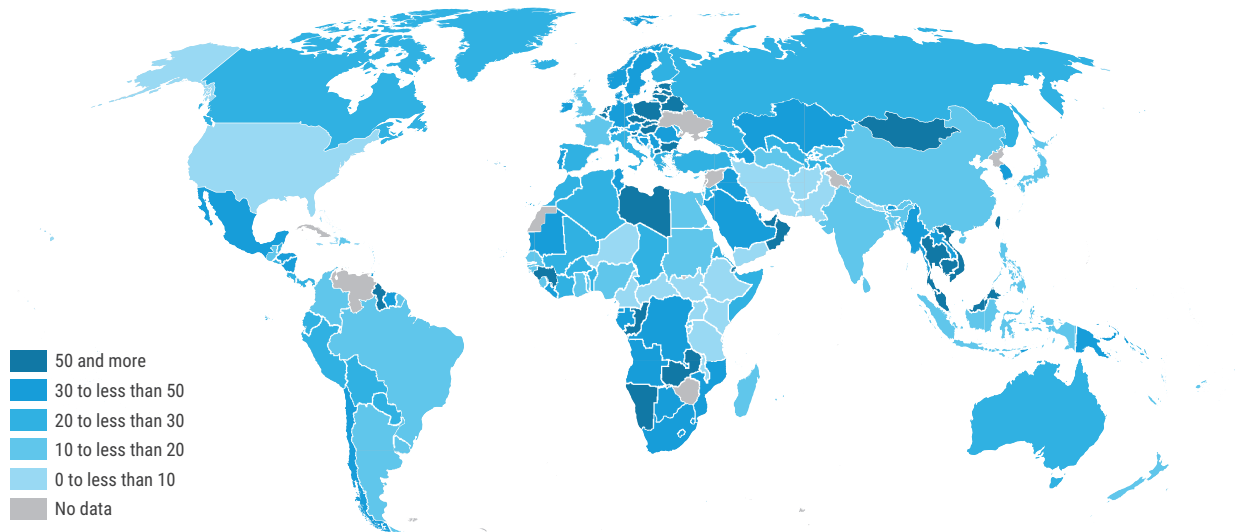 50 and more
30 to less than 50
20 to less than 30
10 to less than 20
0 to less than 10
No data